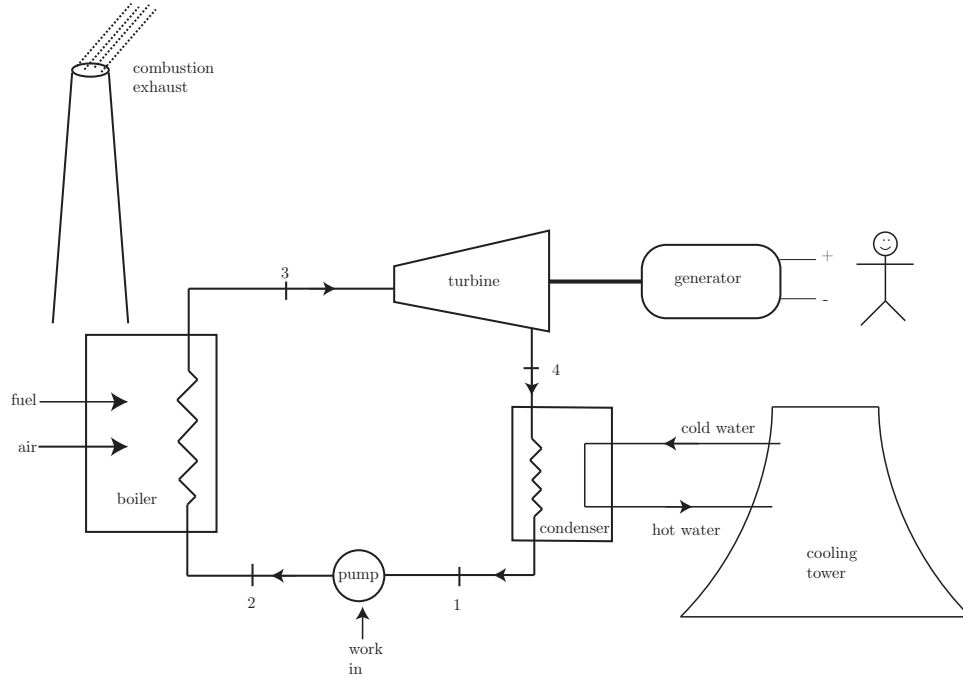 combustion
exhaust
3
turbine
generator
+
-
4
fuel
air
boiler
cold water
hot water
condenser
cooling
tower
pump
2
1
work
in